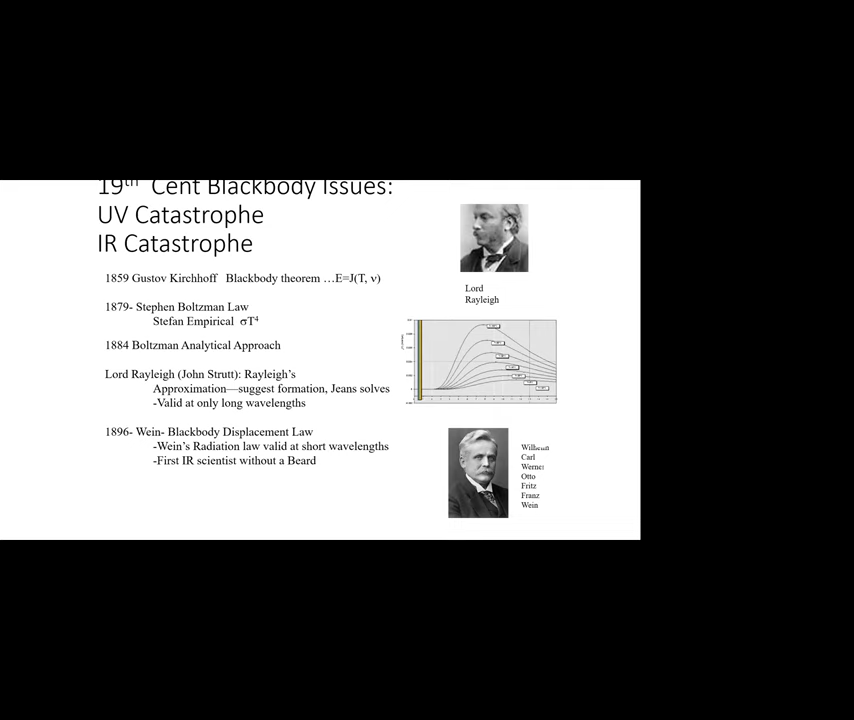 19th Cent Blackbody Issues:
UV Catastrophe
IR Catastrophe
1859 Gustov Kirchhoff Blackbody theorem …E=J(T, ν)
1879- Stephen Boltzman Law
Stefan Empirical σT⁴
1884 Boltzman Analytical Approach
Lord Rayleigh (John Strutt): Rayleigh's
Approximation—suggest formation, Jeans solves
-Valid at only long wavelengths
1896- Wein- Blackbody Displacement Law
-Wein's Radiation law valid at short wavelengths
-First IR scientist without a Beard
Lord
Rayleigh
Wilhelm
Carl
Werner
Otto
Fritz
Franz
Wein